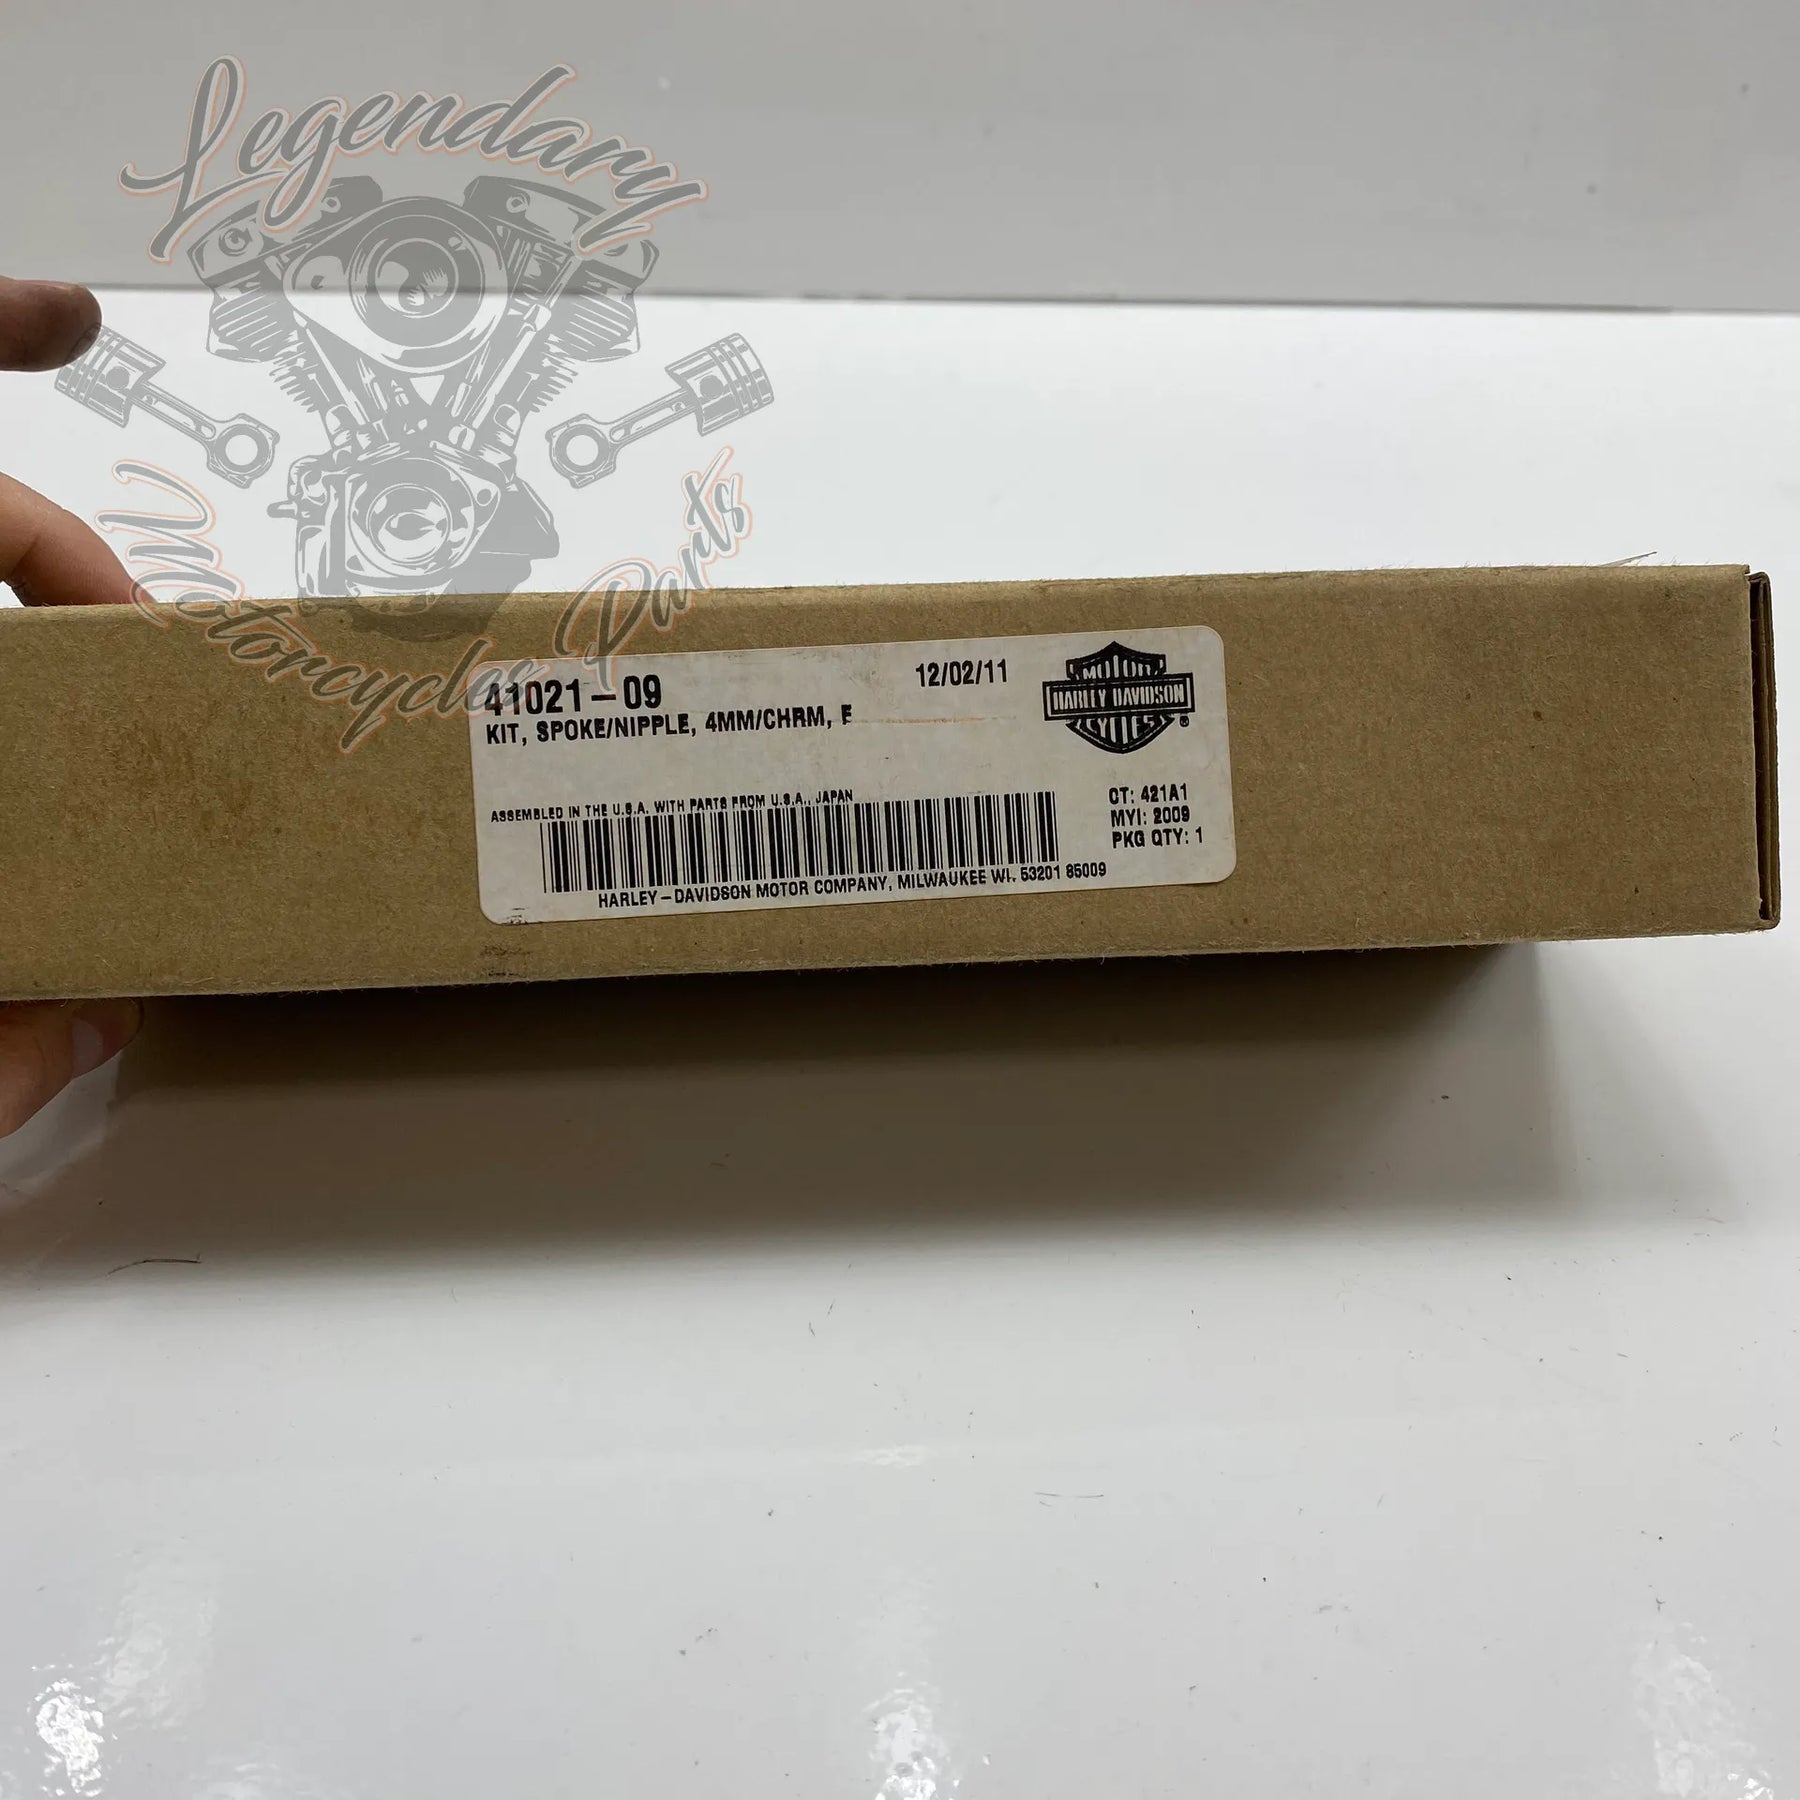 Legendary
Motorcycles Parts
41021-09
12/02/11
KIT, SPOKE/NIPPLE, 4MM/CHRM, E
MOTOR
HARLEY-DAVIDSON
CYCLES
®
ASSEMBLED IN THE U.S.A. WITH PARTS FROM U.S.A., JAPAN
CT: 421A1
MYI: 2009
PKG QTY: 1
HARLEY-DAVIDSON MOTOR COMPANY, MILWAUKEE WI. 53201 85009